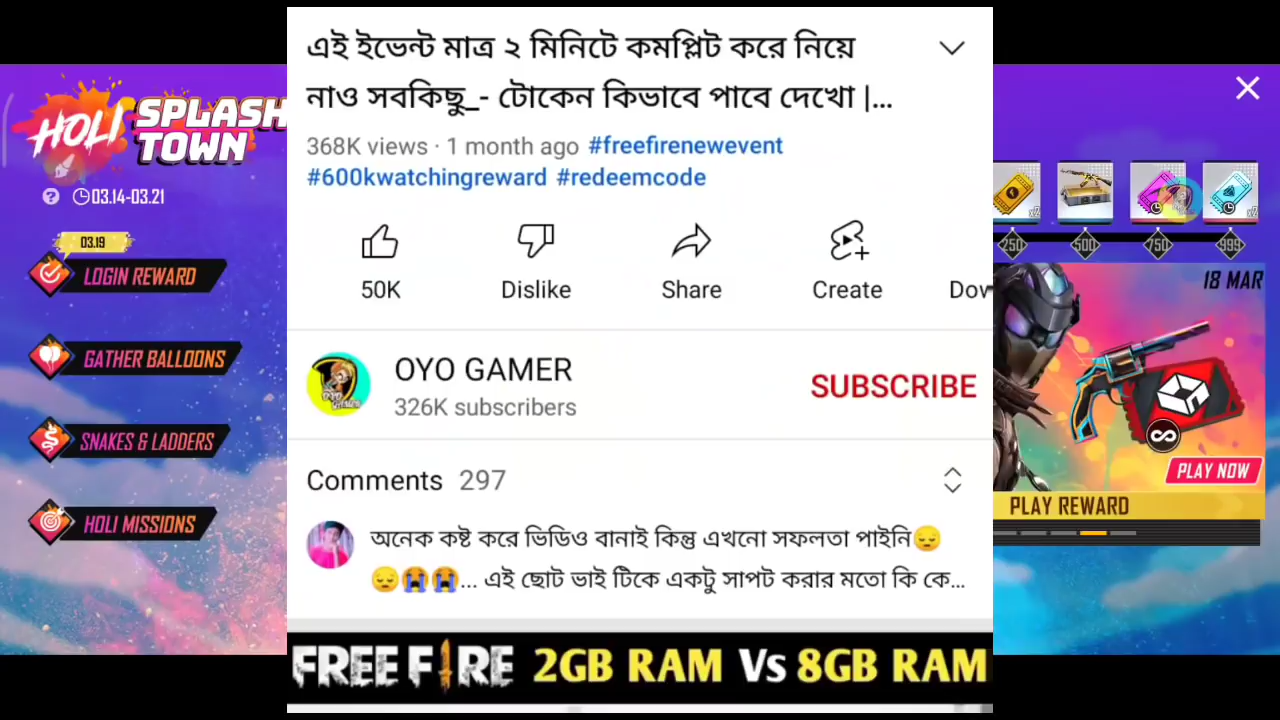 এই ইভেন্ট মাত্র ২ মিনিটে কমপ্লিট করে নিয়ে
নাও সবকিছু_- টোকেন কিভাবে পাবে দেখো |...
368K views · 1 month ago #freefirenewevent
#600kwatchingreward #redeemcode
50K
Dislike
Share
Create
Dov
OYO GAMER
326K subscribers
SUBSCRIBE
Comments 297
অনেক কষ্ট করে ভিডিও বানাই কিন্তু এখনো সফলতা পাইনি😔
😔😭😭... এই ছোট ভাই টিকে একটু সাপট করার মতো কি কে...
FREE FIRE 2GB RAM Vs 8GB RAM
HOLI SPLASH
TOWN
03.14-03.21
03.19
LOGIN REWARD
GATHER BALLOONS
SNAKES & LADDERS
HOLI MISSIONS
x2
x2
250
500
750
999
18 MAR
PLAY NOW
PLAY REWARD